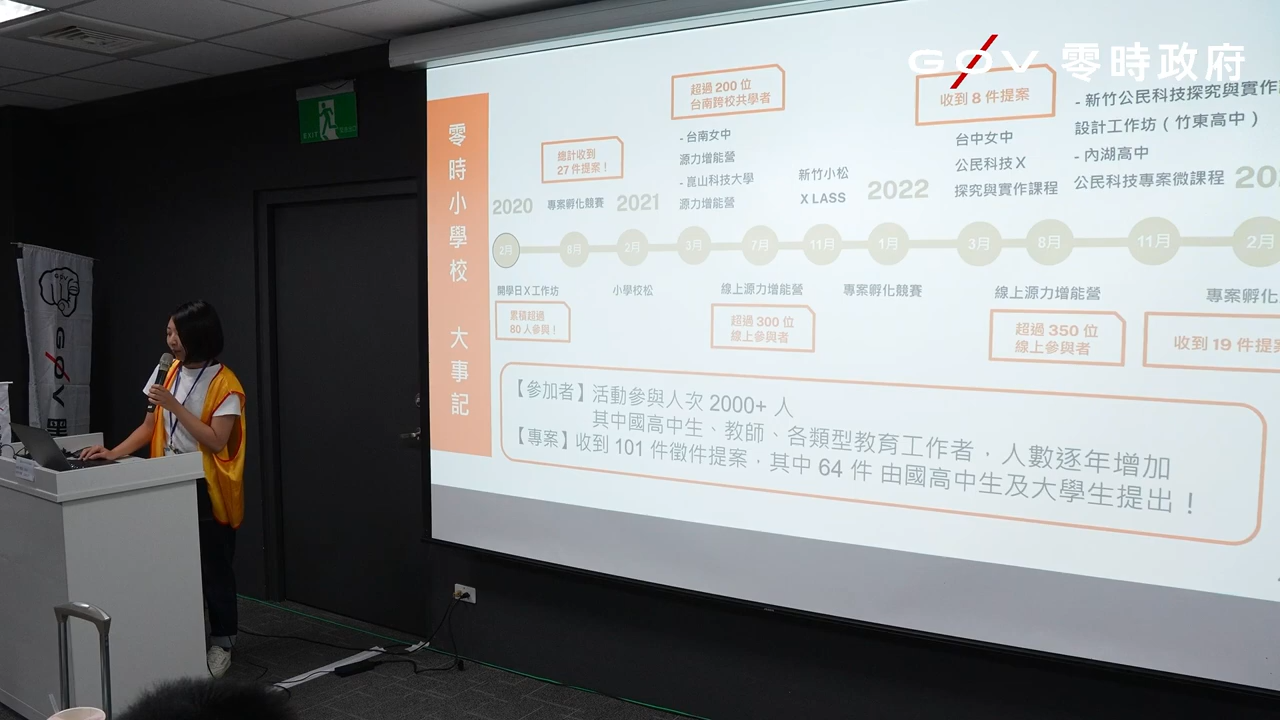 GØV 零時政府
EXIT
GØV
GØV 零
零時小學校 大事記
總計收到
27 件提案！
超過 200 位
台南跨校共學者
收到 8 件提案
- 新竹公民科技探究與實作
設計工作坊（竹東高中）
- 內湖高中
公民科技專案微課程
2020
專案孵化競賽
2021
- 台南女中
源力增能營
- 崑山科技大學
源力增能營
新竹小松
X LASS
2022
台中女中
公民科技 X
探究與實作課程
2月
9月
2月
3月
7月
11月
1月
3月
8月
11月
2月
開學日 X 工作坊
小學校松
線上源力增能營
專案孵化競賽
線上源力增能營
專案孵化
累積超過
80 人參與！
超過 300 位
線上參與者
超過 350 位
線上參與者
收到 19 件提案
【參加者】活動參與人次 2000+ 人
其中國高中生、教師、各類型教育工作者，人數逐年增加
【專案】收到 101 件徵件提案，其中 64 件 由國高中生及大學生提出！